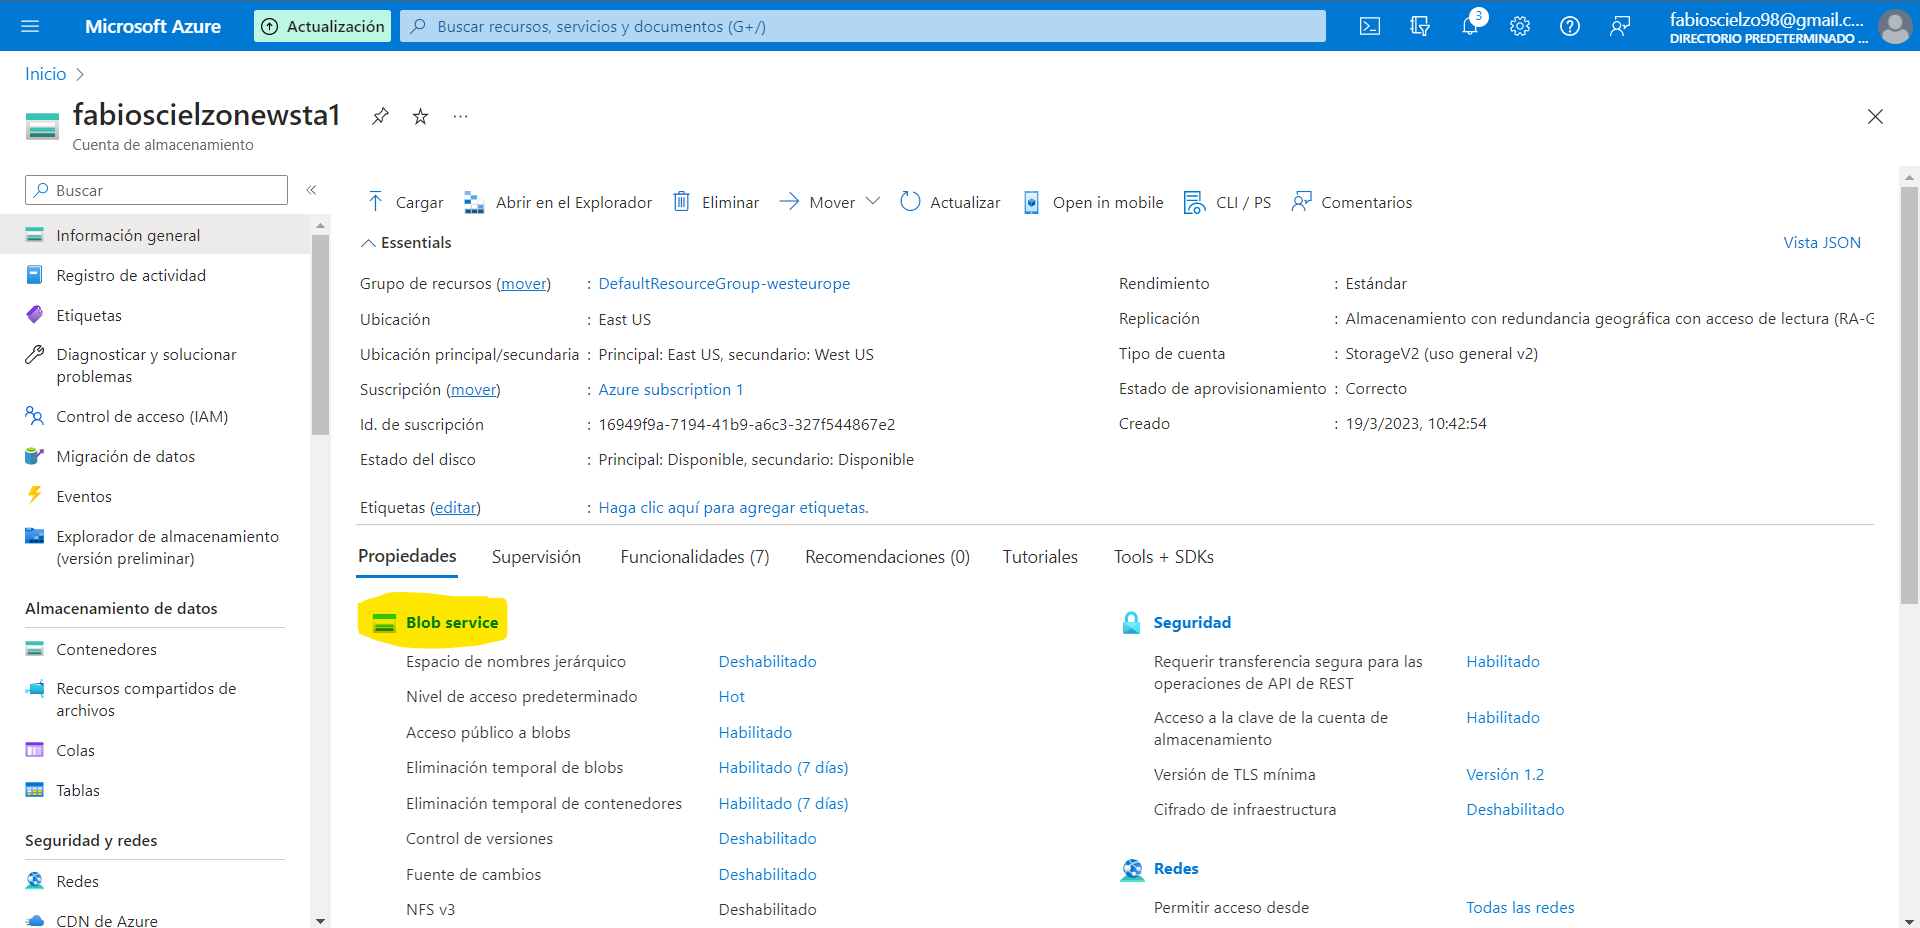 Microsoft Azure
Actualización
Buscar recursos, servicios y documentos (G+/)
3
fabioscielzo98@gmail.c...
DIRECTORIO PREDETERMINADO ...
Inicio
fabioscielzonewsta1
Cuenta de almacenamiento
Buscar
Información general
Registro de actividad
Etiquetas
Diagnosticar y solucionar
problemas
Control de acceso (IAM)
Migración de datos
Eventos
Explorador de almacenamiento
(versión preliminar)
Almacenamiento de datos
Contenedores
Recursos compartidos de
archivos
Colas
Tablas
Seguridad y redes
Redes
CDN de Azure
Cargar
Abrir en el Explorador
Eliminar
Mover
Actualizar
Open in mobile
CLI / PS
Comentarios
Essentials
Vista JSON
Grupo de recursos (mover) : DefaultResourceGroup-westeurope
Ubicación : East US
Ubicación principal/secundaria : Principal: East US, secundario: West US
Suscripción (mover) : Azure subscription 1
Id. de suscripción : 16949f9a-7194-41b9-a6c3-327f544867e2
Estado del disco : Principal: Disponible, secundario: Disponible
Etiquetas (editar) : Haga clic aquí para agregar etiquetas.
Rendimiento : Estándar
Replicación : Almacenamiento con redundancia geográfica con acceso de lectura (RA-G
Tipo de cuenta : StorageV2 (uso general v2)
Estado de aprovisionamiento : Correcto
Creado : 19/3/2023, 10:42:54
Propiedades
Supervisión
Funcionalidades (7)
Recomendaciones (0)
Tutoriales
Tools + SDKs
Blob service
Espacio de nombres jerárquico Deshabilitado
Nivel de acceso predeterminado Hot
Acceso público a blobs Habilitado
Eliminación temporal de blobs Habilitado (7 días)
Eliminación temporal de contenedores Habilitado (7 días)
Control de versiones Deshabilitado
Fuente de cambios Deshabilitado
NFS v3 Deshabilitado
Seguridad
Requerir transferencia segura para las Habilitado
operaciones de API de REST
Acceso a la clave de la cuenta de Habilitado
almacenamiento
Versión de TLS mínima Versión 1.2
Cifrado de infraestructura Deshabilitado
Redes
Permitir acceso desde Todas las redes